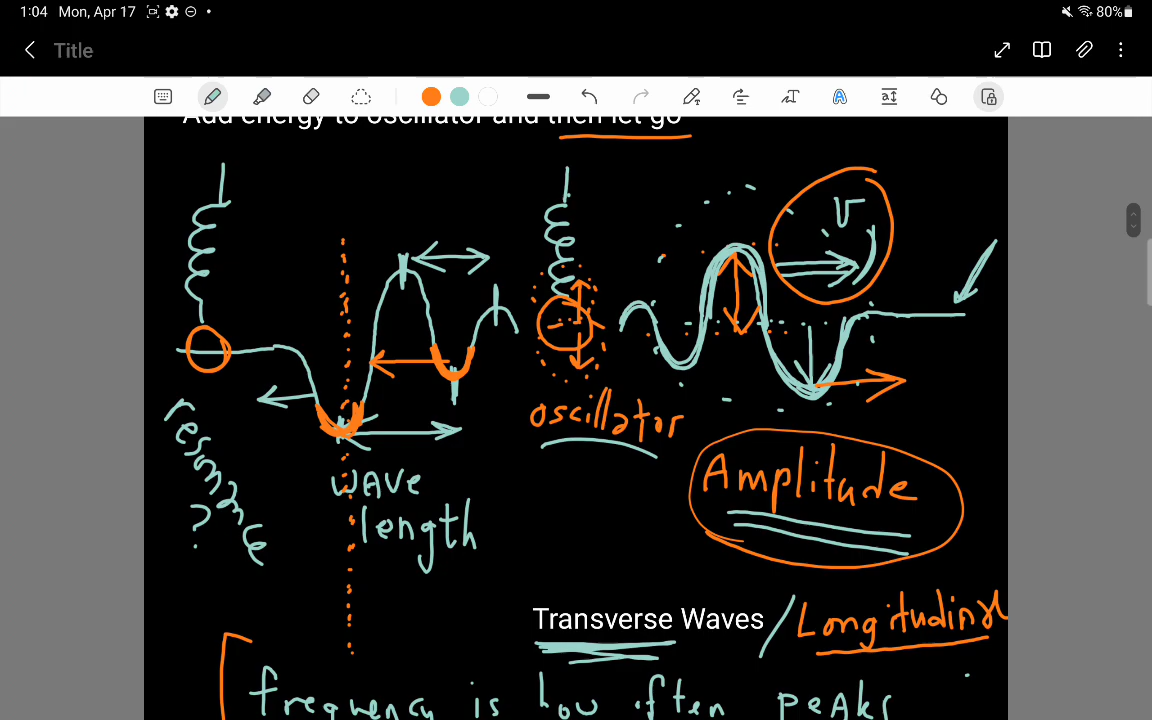 1:04 Mon, Apr 17
80%
Title
Add energy to oscillator and then let go
v
oscillator
resonance
?
wave
length
Amplitude
Transverse Waves / Longitudinal
frequency is how often peaks